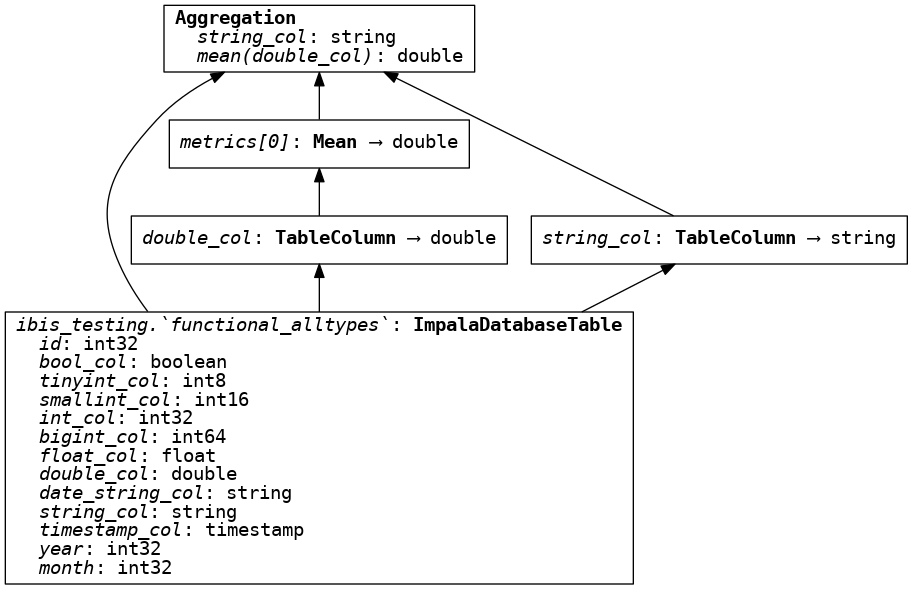 Aggregation
string_col: string
mean(double_col): double
metrics[0]: Mean → double
double_col: TableColumn → double
string_col: TableColumn → string
ibis_testing.`functional_alltypes`: ImpalaDatabaseTable
id: int32
bool_col: boolean
tinyint_col: int8
smallint_col: int16
int_col: int32
bigint_col: int64
float_col: float
double_col: double
date_string_col: string
string_col: string
timestamp_col: timestamp
year: int32
month: int32